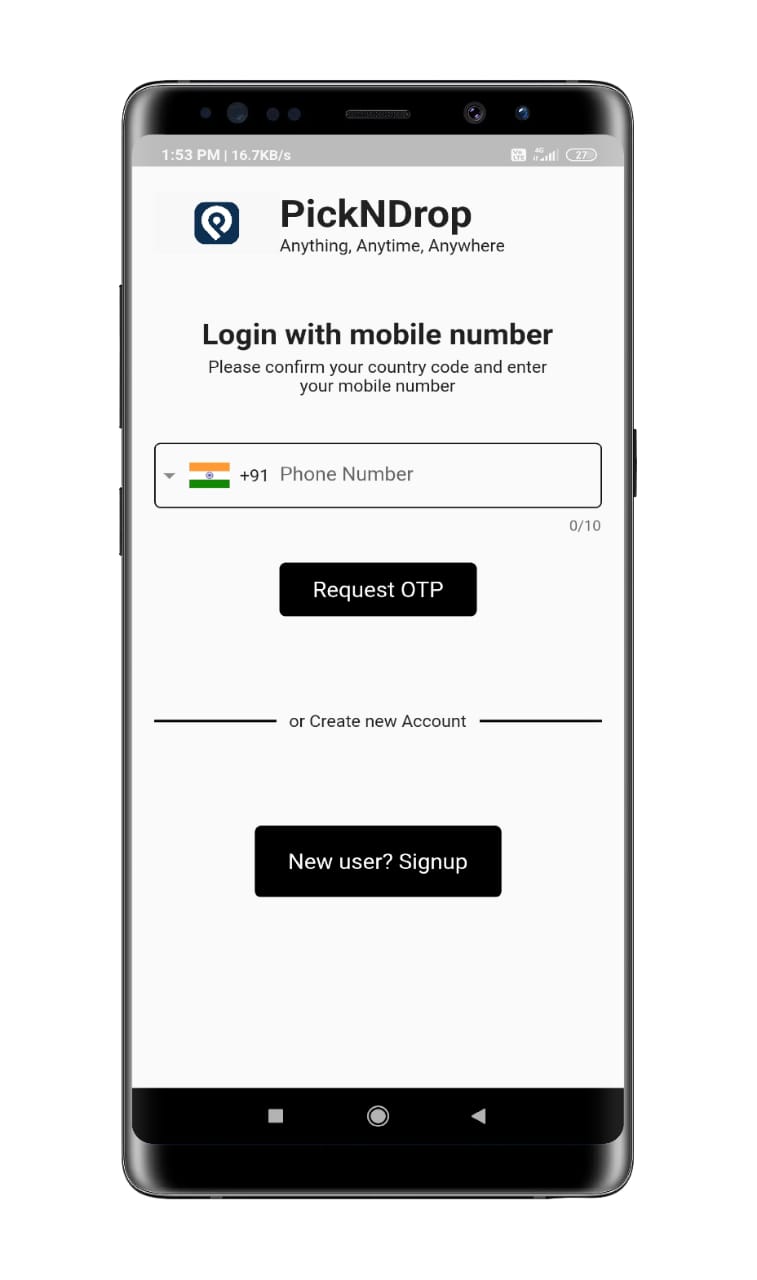 1:53 PM | 16.7KB/s 4G 27
PickNDrop
Anything, Anytime, Anywhere
Login with mobile number
Please confirm your country code and enter
your mobile number
+91 Phone Number
0/10
Request OTP
or Create new Account
New user? Signup